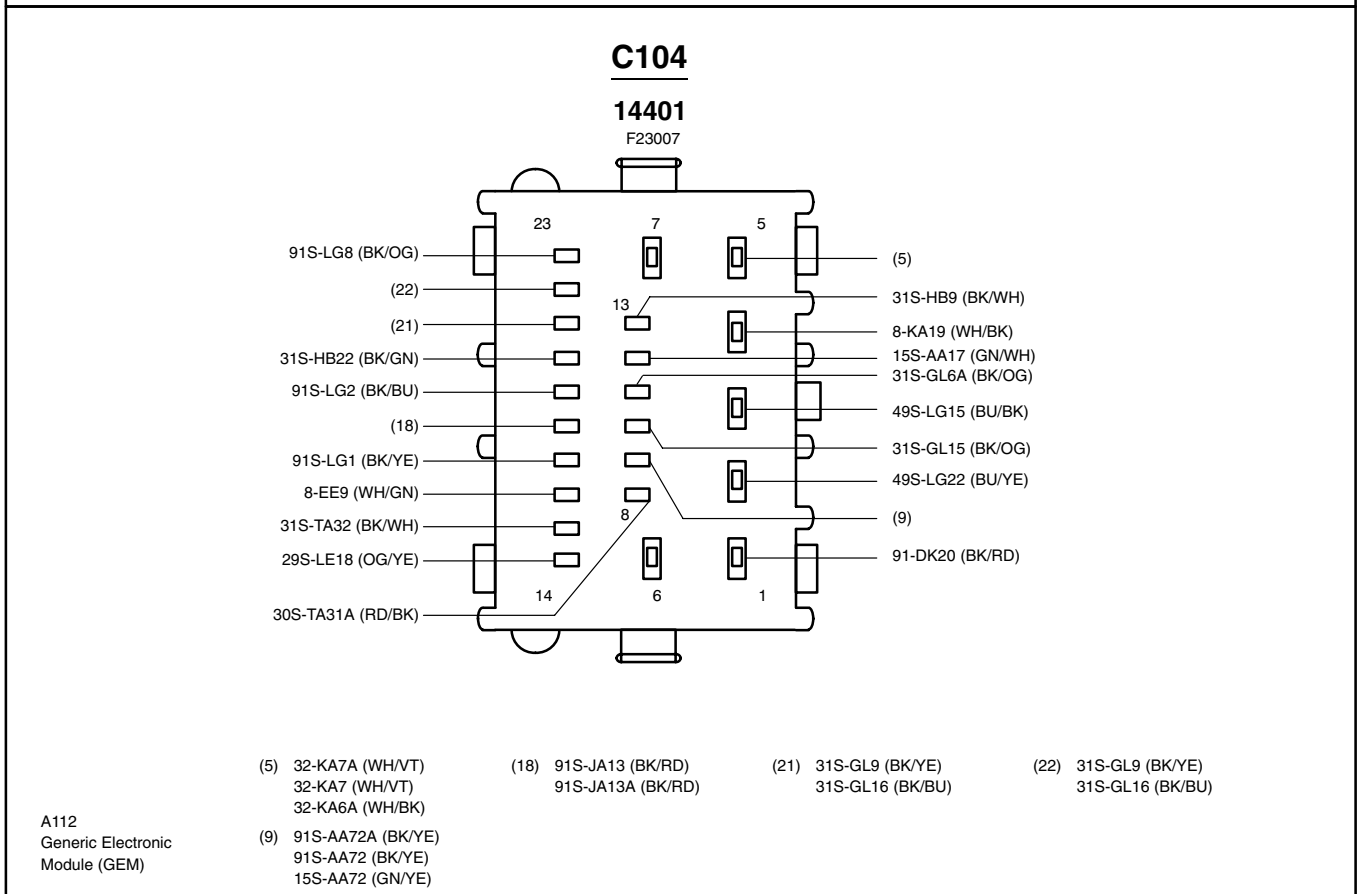 C104
14401
F23007
23 7 5
91S-LG8 (BK/OG)
(5)
(22)
31S-HB9 (BK/WH)
13
(21)
8-KA19 (WH/BK)
31S-HB22 (BK/GN)
15S-AA17 (GN/WH)
31S-GL6A (BK/OG)
91S-LG2 (BK/BU)
49S-LG15 (BU/BK)
(18)
31S-GL15 (BK/OG)
91S-LG1 (BK/YE)
49S-LG22 (BU/YE)
8-EE9 (WH/GN)
8
(9)
31S-TA32 (BK/WH)
91-DK20 (BK/RD)
29S-LE18 (OG/YE)
14 6 1
30S-TA31A (RD/BK)
(5) 32-KA7A (WH/VT)
32-KA7 (WH/VT)
32-KA6A (WH/BK)
(9) 91S-AA72A (BK/YE)
91S-AA72 (BK/YE)
15S-AA72 (GN/YE)
(18) 91S-JA13 (BK/RD)
91S-JA13A (BK/RD)
(21) 31S-GL9 (BK/YE)
31S-GL16 (BK/BU)
(22) 31S-GL9 (BK/YE)
31S-GL16 (BK/BU)
A112
Generic Electronic
Module (GEM)